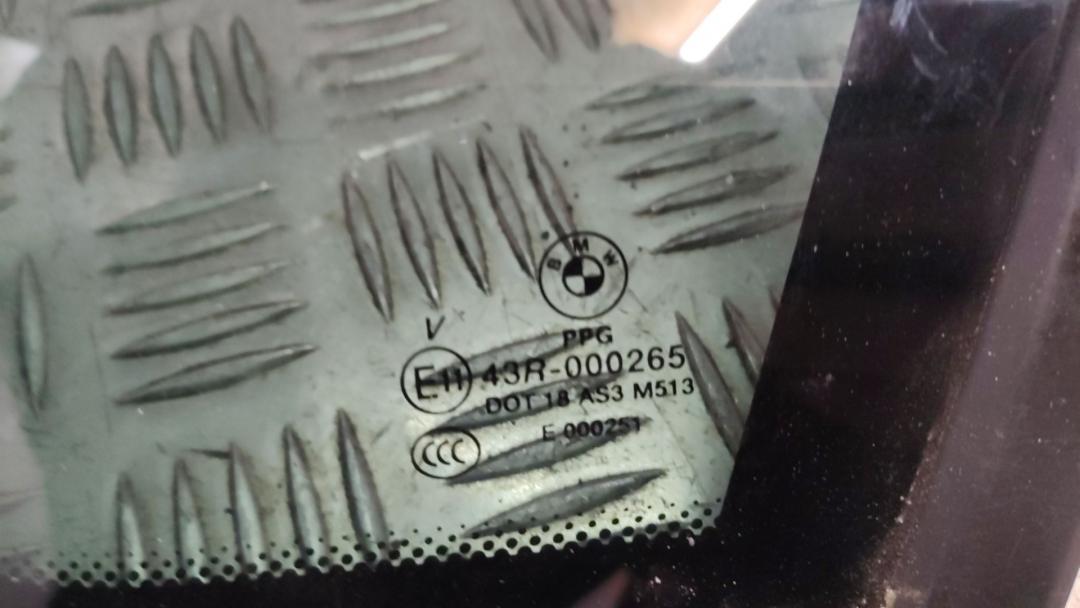 BMW
PPG
V
E11 43R-000265
DOT 18 AS3 M513
CCC E 000251